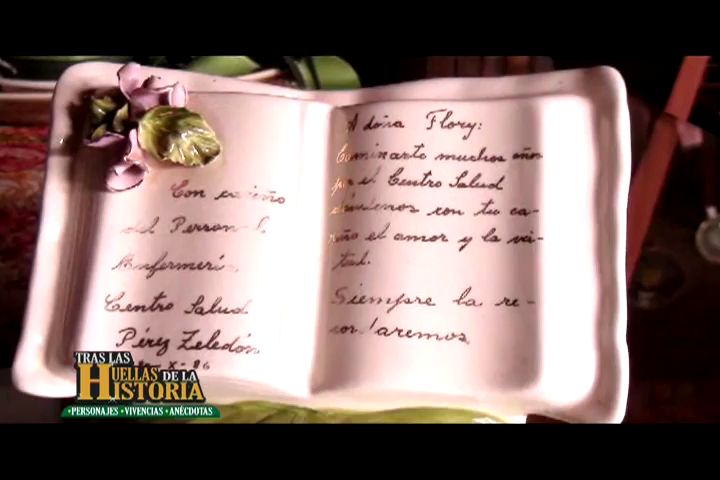 Con cariño
del Personal
Enfermería
Centro Salud
Pérez Zeledón
X-86
A doña Flory:
Caminaste muchos años
por el Centro Salud
dándonos con tu ca-
riño el amor y la vir-
tud.
Siempre la re-
cordaremos
TRAS LAS
HUELLAS DE LA
HISTORIA
•PERSONAJES •VIVENCIAS •ANÉCDOTAS